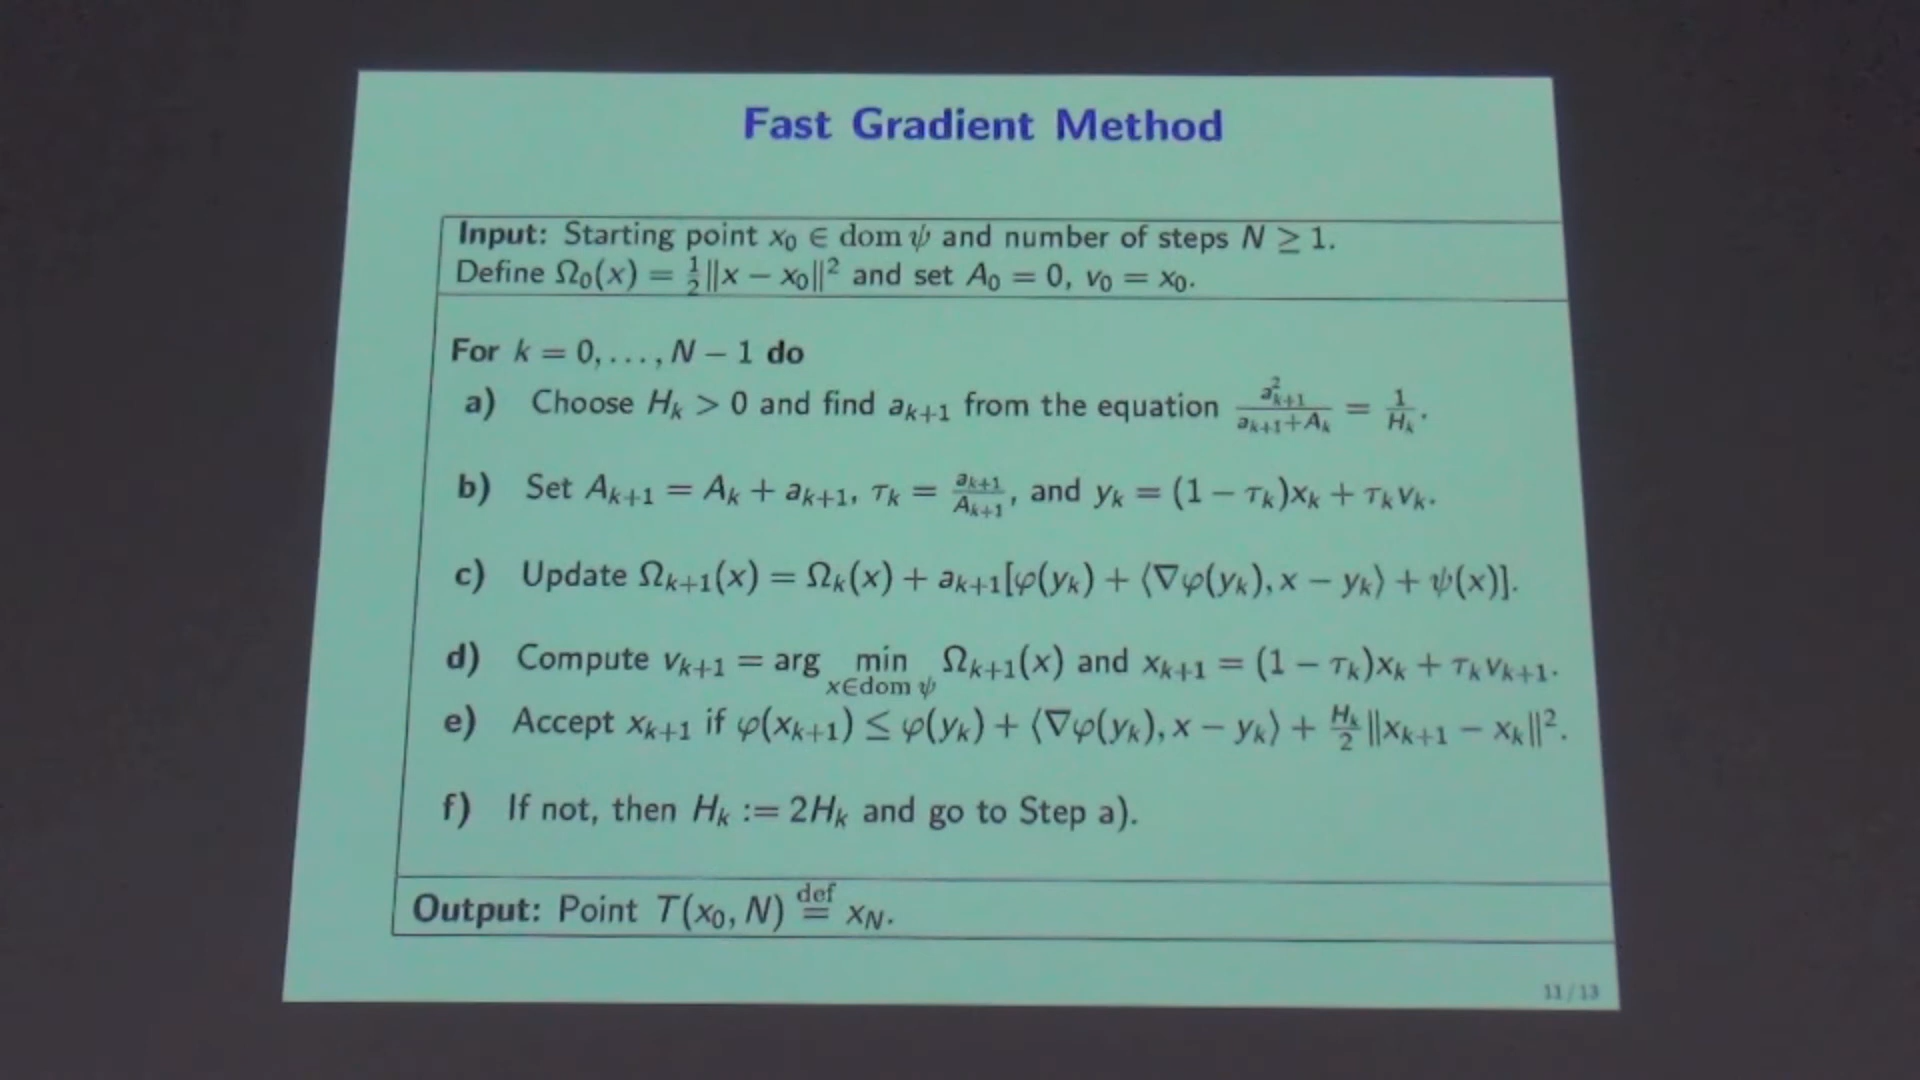 Fast Gradient Method
Input: Starting point x₀ ∈ dom ψ and number of steps N ≥ 1.
Define Ω₀(x) = ½‖x − x₀‖² and set A₀ = 0, v₀ = x₀.
For k = 0, . . . , N − 1 do
a) Choose Hₖ > 0 and find aₖ₊₁ from the equation a²ₖ₊₁/(aₖ₊₁+Aₖ) = 1/Hₖ.
b) Set Aₖ₊₁ = Aₖ + aₖ₊₁, τₖ = aₖ₊₁/Aₖ₊₁, and yₖ = (1 − τₖ)xₖ + τₖvₖ.
c) Update Ωₖ₊₁(x) = Ωₖ(x) + aₖ₊₁[φ(yₖ) + ⟨∇φ(yₖ), x − yₖ⟩ + ψ(x)].
d) Compute vₖ₊₁ = arg min x∈dom ψ Ωₖ₊₁(x) and xₖ₊₁ = (1 − τₖ)xₖ + τₖvₖ₊₁.
e) Accept xₖ₊₁ if φ(xₖ₊₁) ≤ φ(yₖ) + ⟨∇φ(yₖ), x − yₖ⟩ + Hₖ/2 ‖xₖ₊₁ − xₖ‖².
f) If not, then Hₖ := 2Hₖ and go to Step a).
Output: Point T(x₀, N) def= x_N.
11 / 13